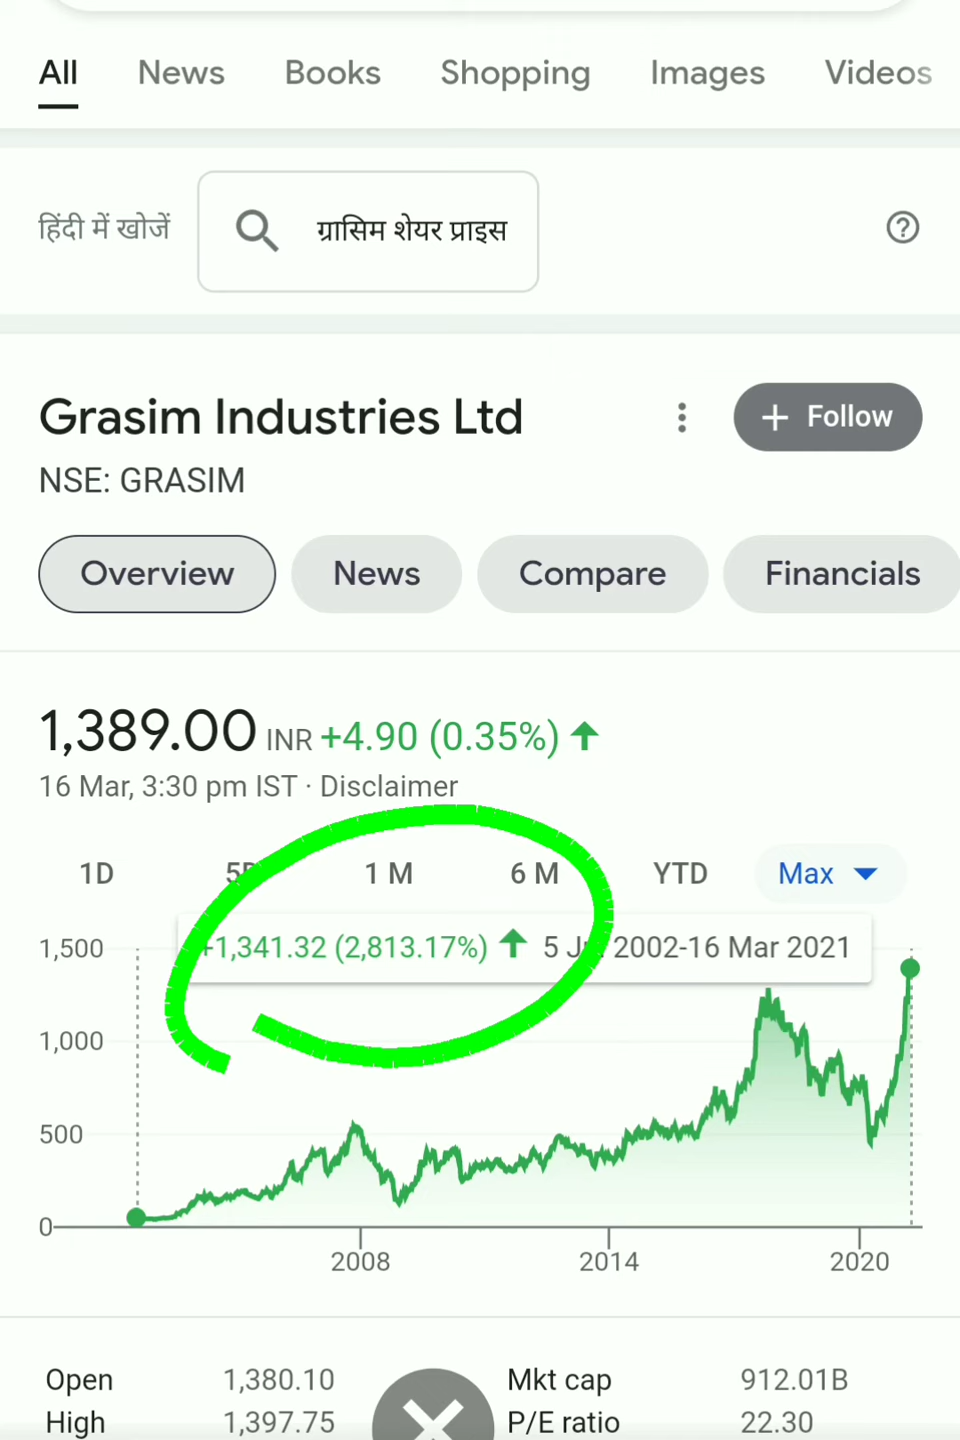 All News Books Shopping Images Videos
हिंदी में खोजें ग्रासिम शेयर प्राइस
Grasim Industries Ltd
+ Follow
NSE: GRASIM
Overview News Compare Financials
1,389.00 INR +4.90 (0.35%)
16 Mar, 3:30 pm IST · Disclaimer
1D 1 M 6 M YTD Max
+1,341.32 (2,813.17%) 5 2002-16 Mar 2021
1,500
1,000
500
0
2008 2014 2020
Open 1,380.10 Mkt cap 912.01B
High 1,397.75 P/E ratio 22.30